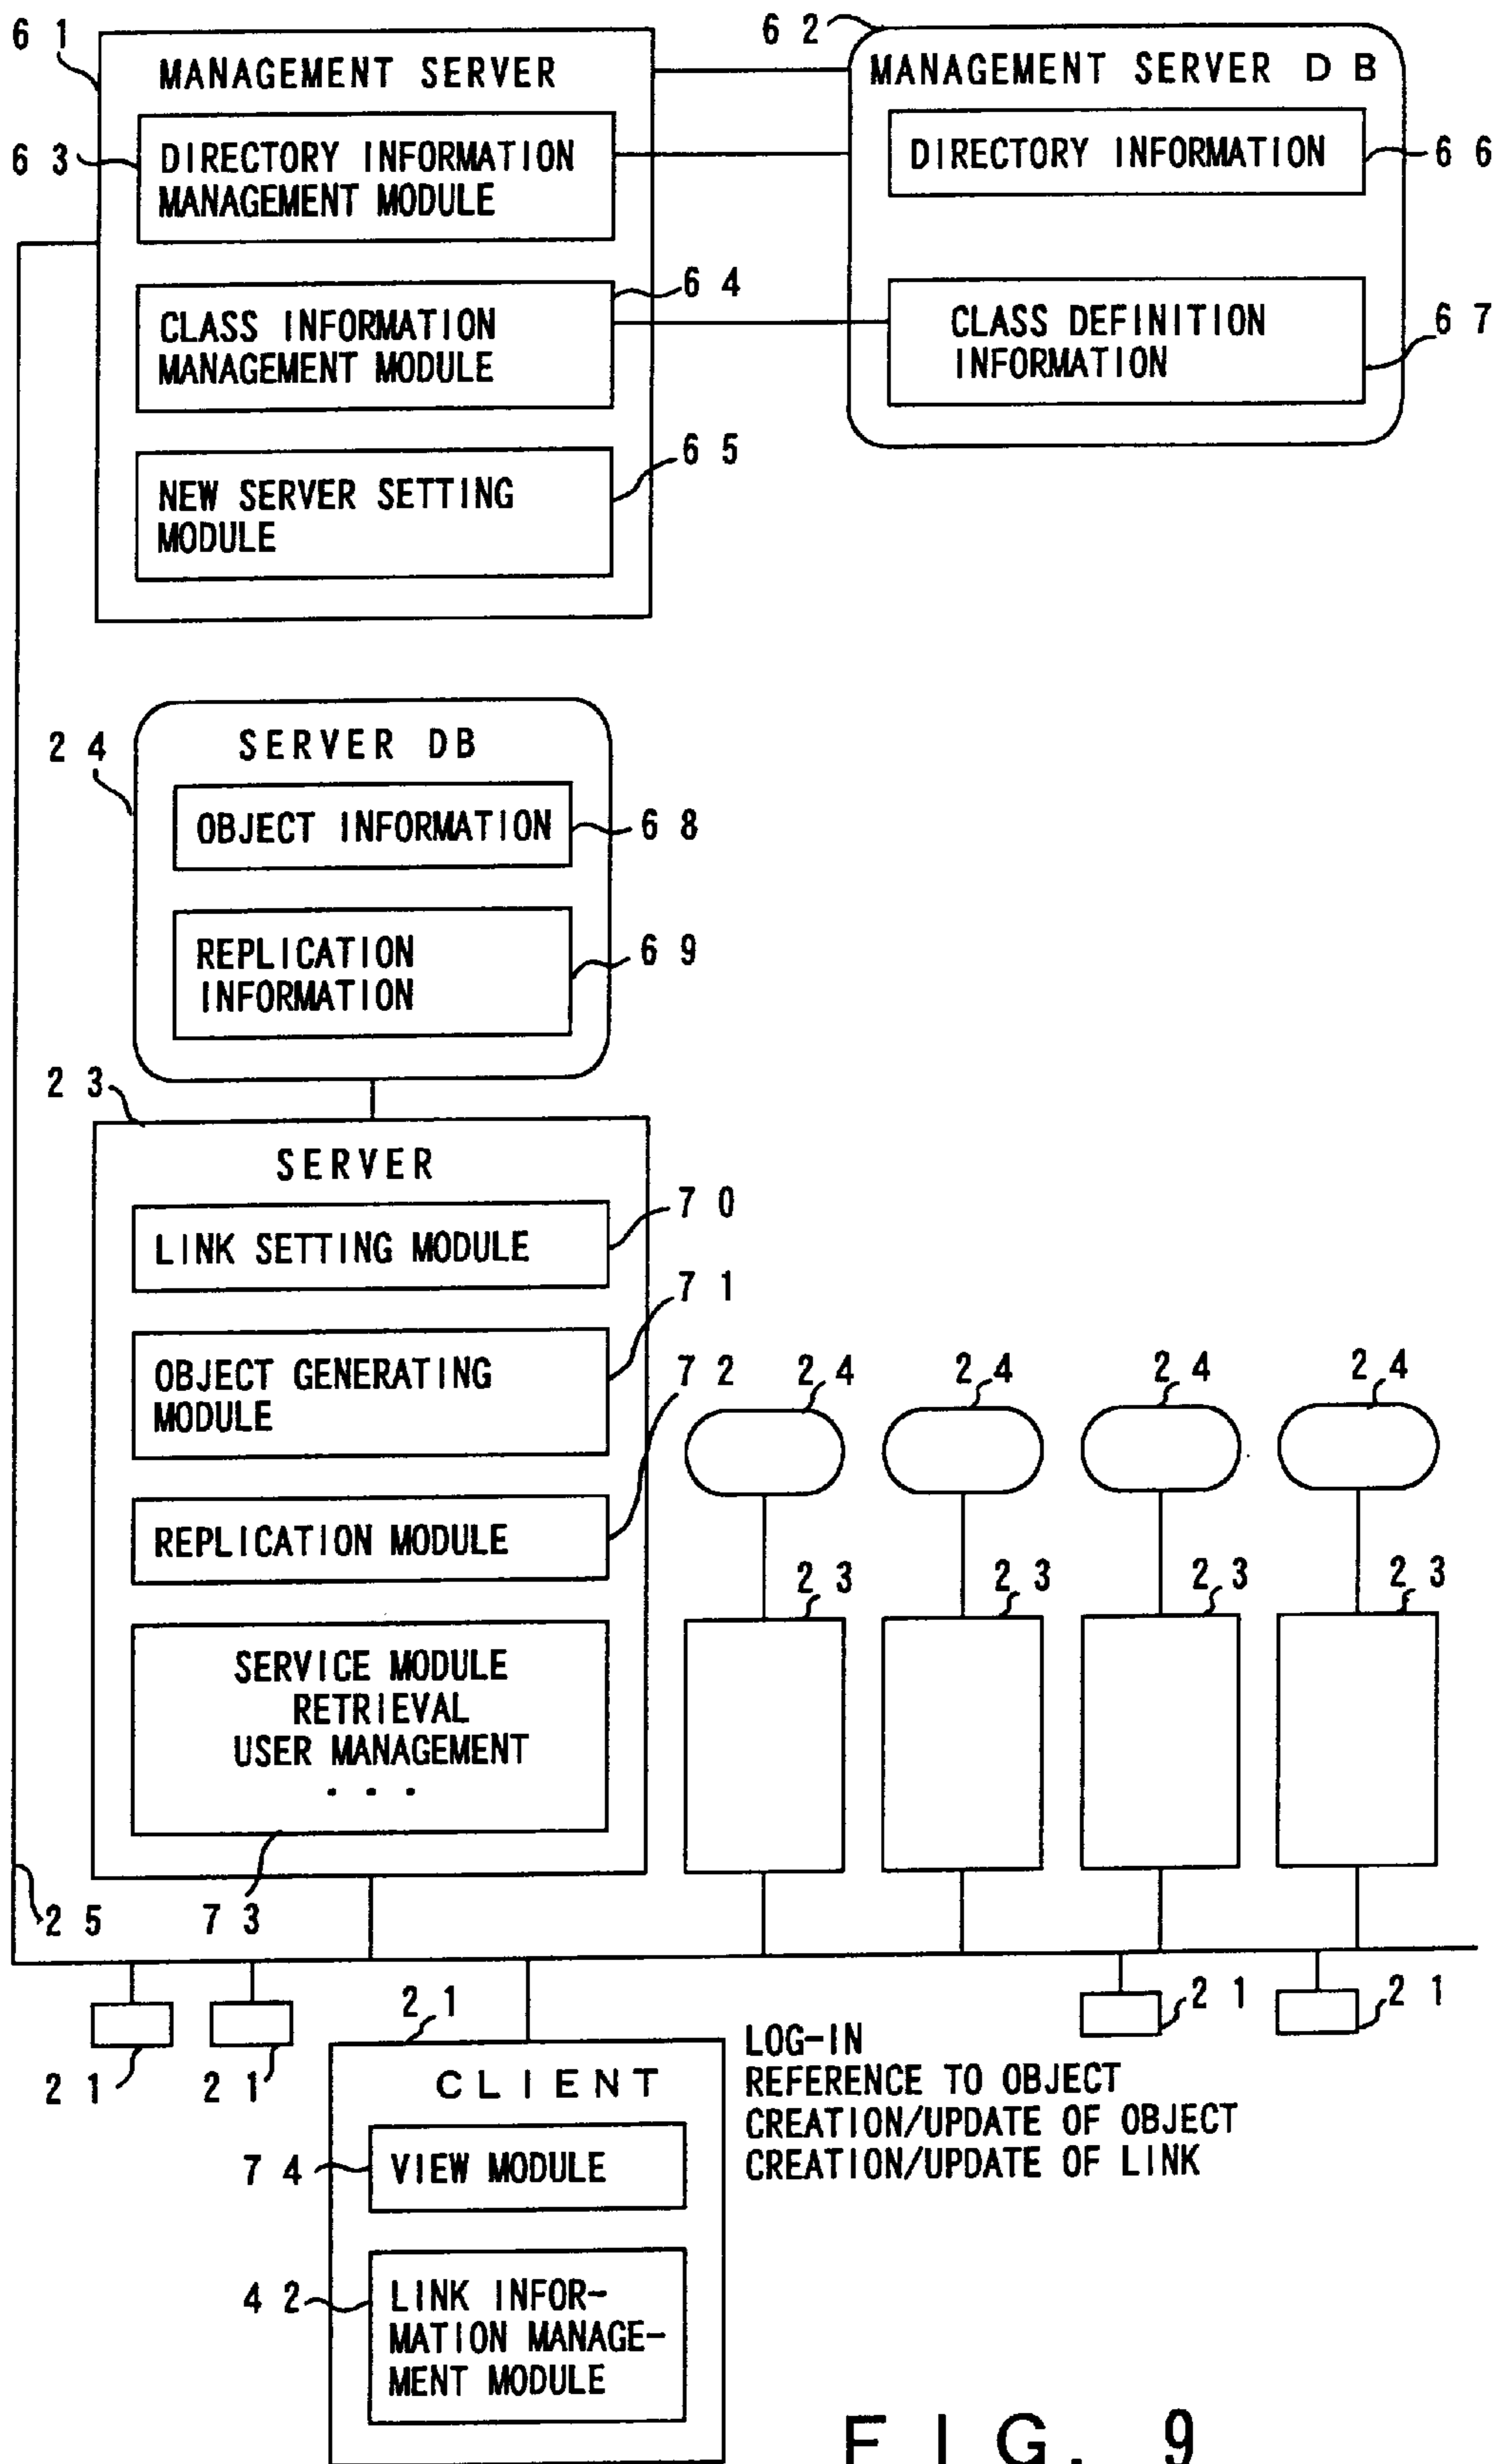 6 1
MANAGEMENT SERVER
6 3
DIRECTORY INFORMATION
MANAGEMENT MODULE
6 4
CLASS INFORMATION
MANAGEMENT MODULE
6 5
NEW SERVER SETTING
MODULE
6 2
MANAGEMENT SERVER D B
DIRECTORY INFORMATION
6 6
CLASS DEFINITION
INFORMATION
6 7
2 4
SERVER DB
OBJECT INFORMATION
6 8
REPLICATION
INFORMATION
6 9
2 3
SERVER
7 0
LINK SETTING MODULE
7 1
OBJECT GENERATING
MODULE
7 2
REPLICATION MODULE
SERVICE MODULE
RETRIEVAL
USER MANAGEMENT
. . .
2 5
7 3
2 4
2 4
2 4
2 4
2 3
2 3
2 3
2 3
2 1
2 1
2 1
2 1
2 1
CLIENT
7 4
VIEW MODULE
4 2
LINK INFOR-
MATION MANAGE-
MENT MODULE
LOG-IN
REFERENCE TO OBJECT
CREATION/UPDATE OF OBJECT
CREATION/UPDATE OF LINK
FIG. 9